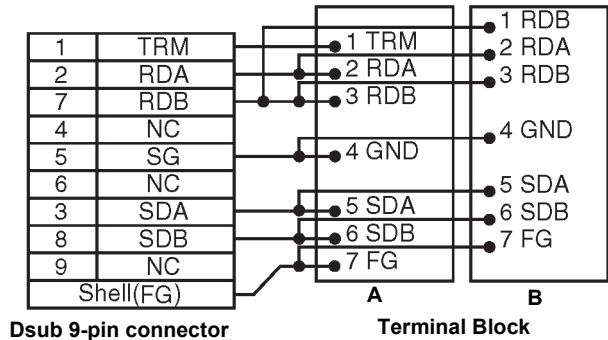 1 TRM
2 RDA
7 RDB
4 NC
5 SG
6 NC
3 SDA
8 SDB
9 NC
Shell(FG)
Dsub 9-pin connector
1 TRM
2 RDA
3 RDB
4 GND
5 SDA
6 SDB
7 FG
A
1 RDB
2 RDA
3 RDB
4 GND
5 SDA
6 SDB
7 FG
B
Terminal Block